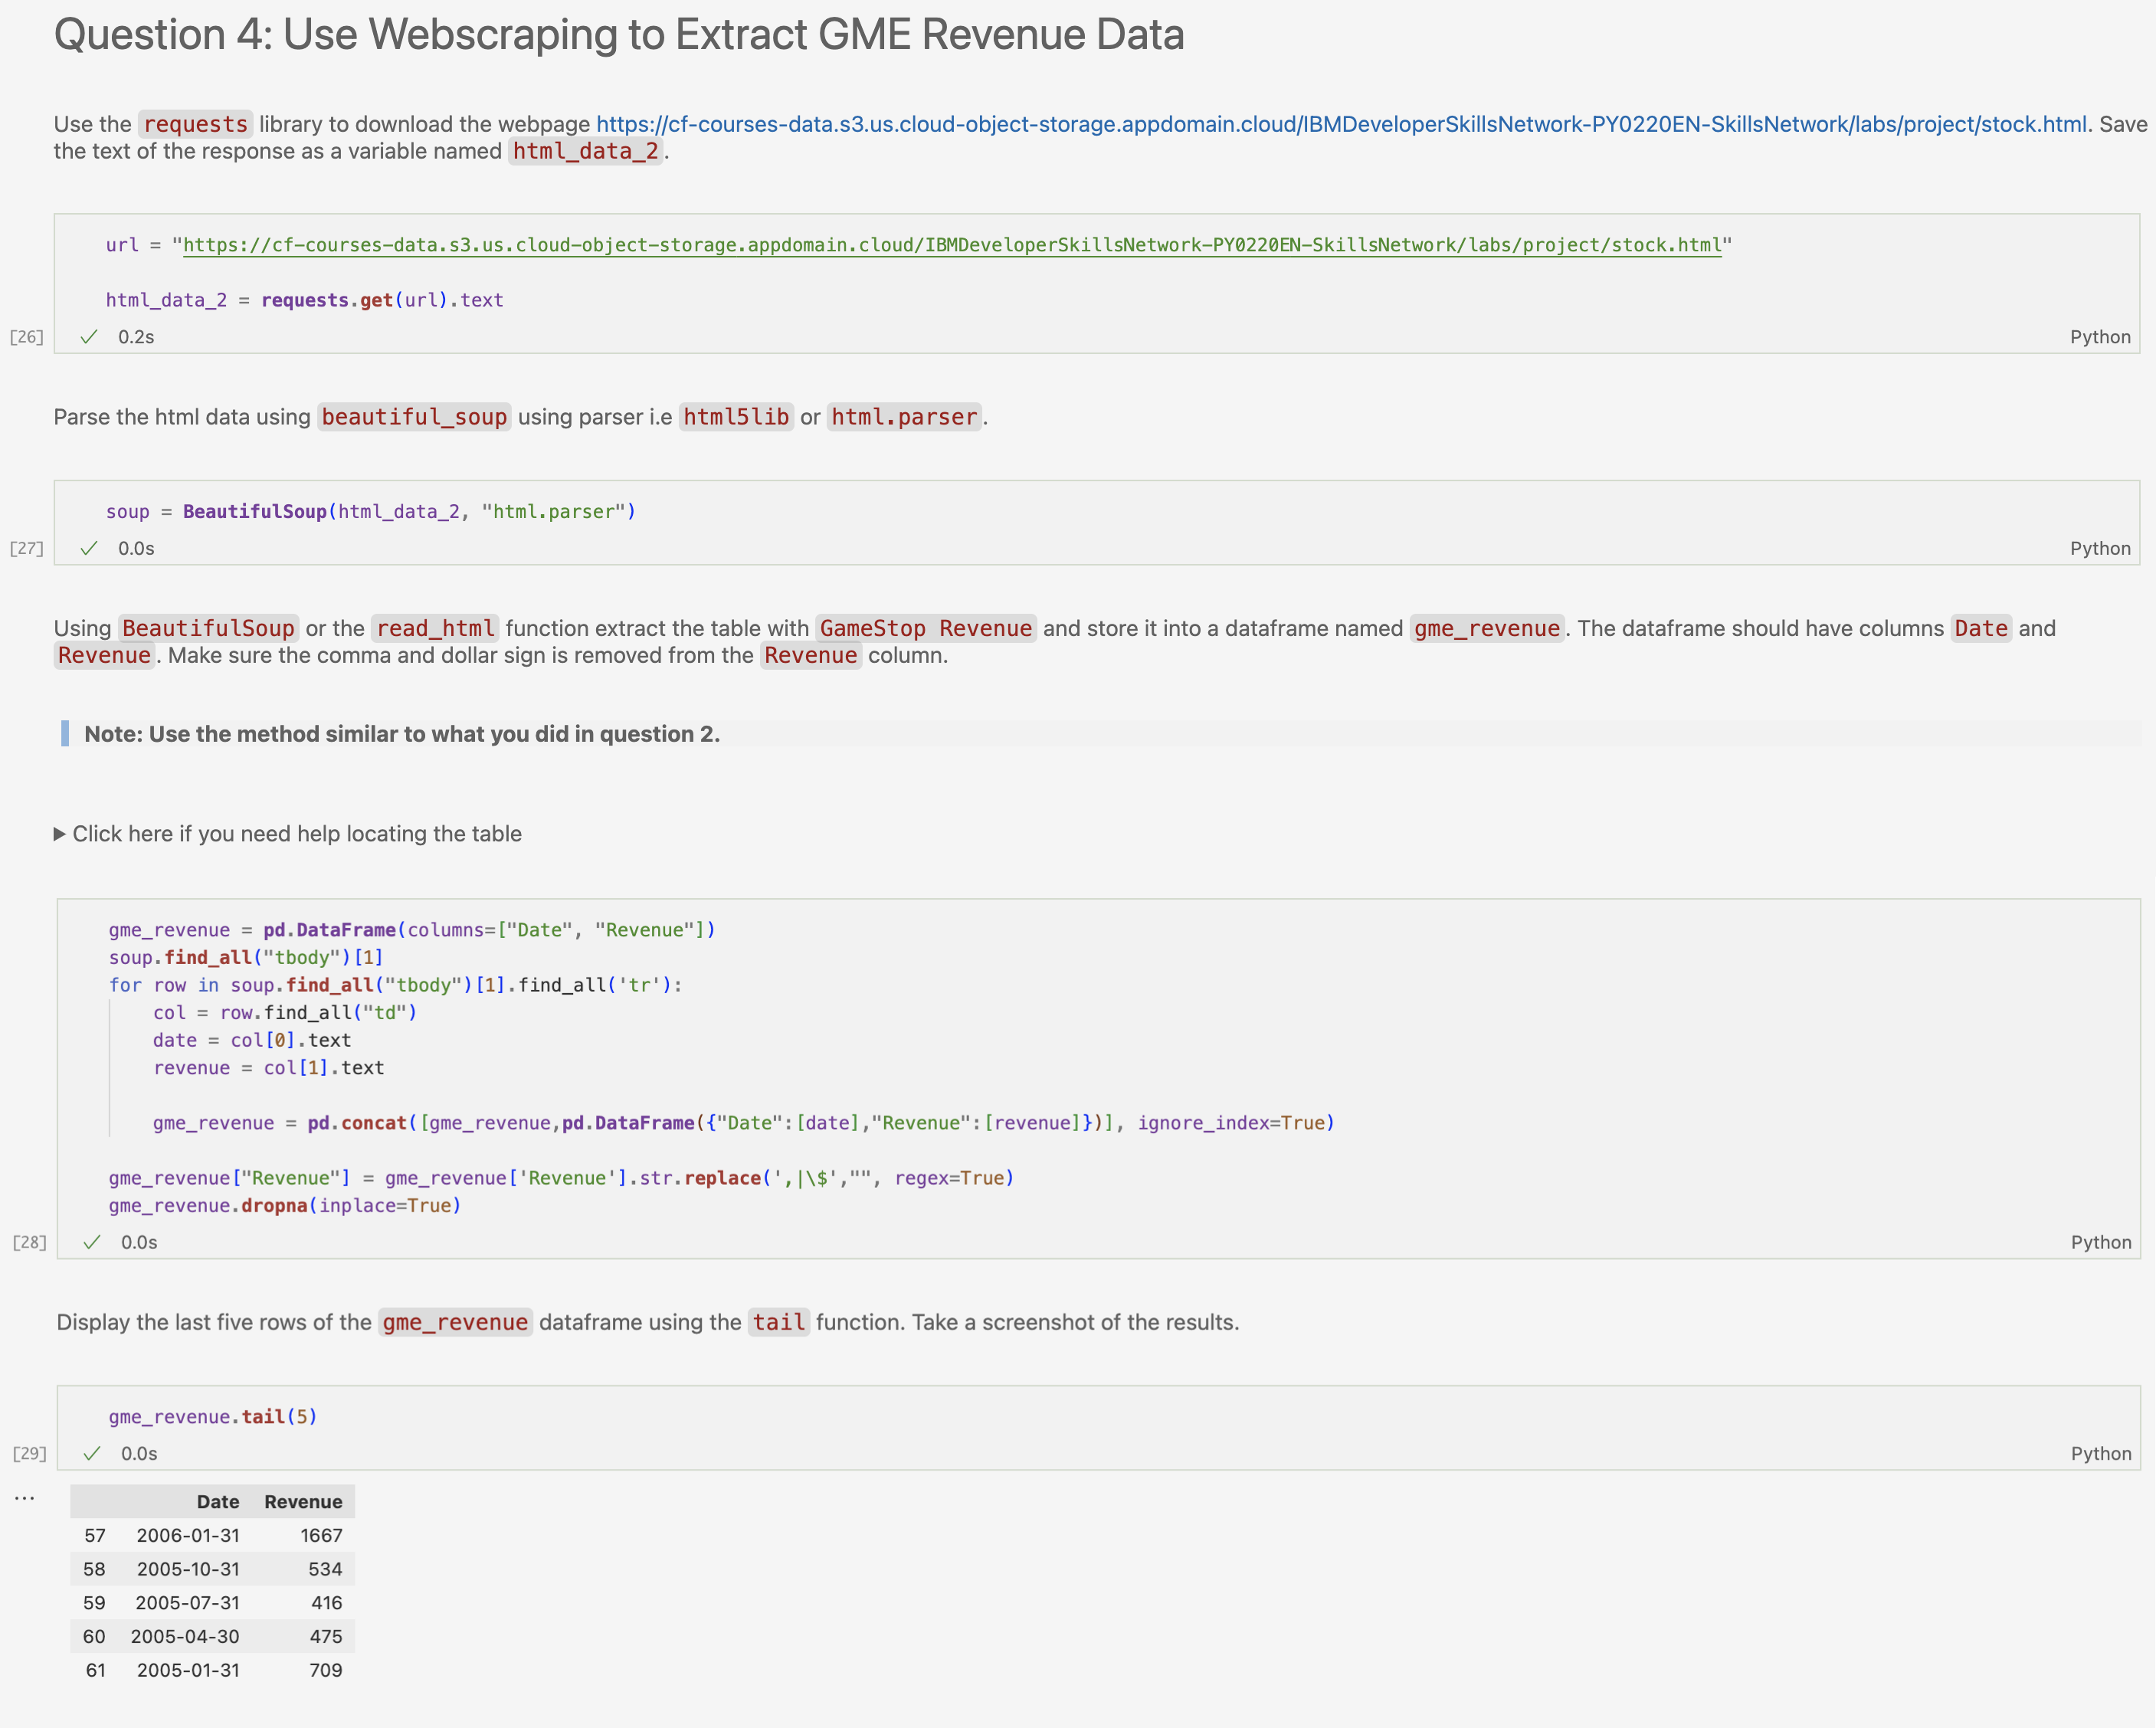 Question 4: Use Webscraping to Extract GME Revenue Data
Use the requests library to download the webpage https://cf-courses-data.s3.us.cloud-object-storage.appdomain.cloud/IBMDeveloperSkillsNetwork-PY0220EN-SkillsNetwork/labs/project/stock.html. Save
the text of the response as a variable named html_data_2.
url = "https://cf-courses-data.s3.us.cloud-object-storage.appdomain.cloud/IBMDeveloperSkillsNetwork-PY0220EN-SkillsNetwork/labs/project/stock.html"
html_data_2 = requests.get(url).text
[26] ✓ 0.2s Python
Parse the html data using beautiful_soup using parser i.e html5lib or html.parser.
soup = BeautifulSoup(html_data_2, "html.parser")
[27] ✓ 0.0s Python
Using BeautifulSoup or the read_html function extract the table with GameStop Revenue and store it into a dataframe named gme_revenue. The dataframe should have columns Date and
Revenue. Make sure the comma and dollar sign is removed from the Revenue column.
Note: Use the method similar to what you did in question 2.
▶ Click here if you need help locating the table
gme_revenue = pd.DataFrame(columns=["Date", "Revenue"])
soup.find_all("tbody")[1]
for row in soup.find_all("tbody")[1].find_all('tr'):
    col = row.find_all("td")
    date = col[0].text
    revenue = col[1].text
    gme_revenue = pd.concat([gme_revenue,pd.DataFrame({"Date":[date],"Revenue":[revenue]})], ignore_index=True)
gme_revenue["Revenue"] = gme_revenue['Revenue'].str.replace(',|\$',"", regex=True)
gme_revenue.dropna(inplace=True)
[28] ✓ 0.0s Python
Display the last five rows of the gme_revenue dataframe using the tail function. Take a screenshot of the results.
gme_revenue.tail(5)
[29] ✓ 0.0s Python
... Date Revenue
57 2006-01-31 1667
58 2005-10-31 534
59 2005-07-31 416
60 2005-04-30 475
61 2005-01-31 709